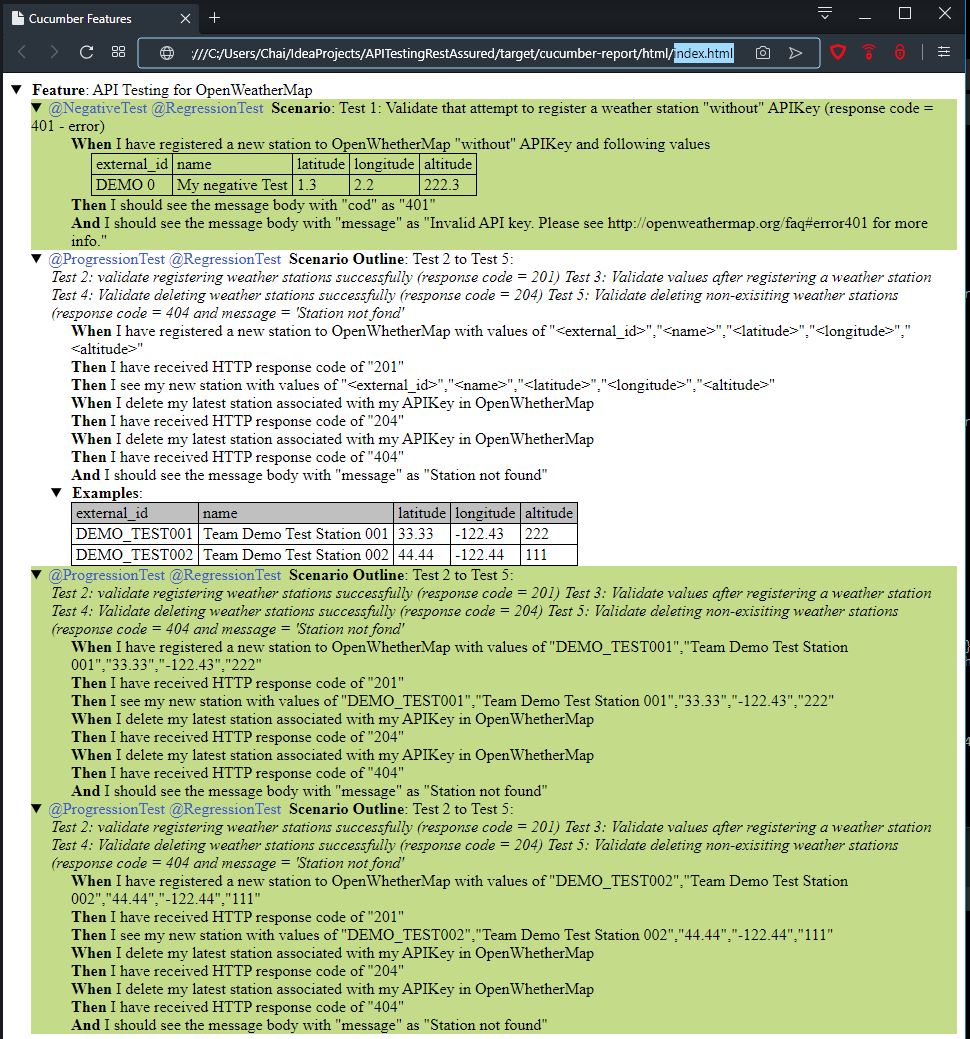 Cucumber Features
:///C:/Users/Chai/IdeaProjects/APITestingRestAssured/target/cucumber-report/html/index.html
Feature: API Testing for OpenWeatherMap
@NegativeTest @RegressionTest Scenario: Test 1: Validate that attempt to register a weather station "without" APIKey (response code =
401 - error)
When I have registered a new station to OpenWhetherMap "without" APIKey and following values
external_id name latitude longitude altitude
DEMO 0 My negative Test 1.3 2.2 222.3
Then I should see the message body with "cod" as "401"
And I should see the message body with "message" as "Invalid API key. Please see http://openweathermap.org/faq#error401 for more
info."
@ProgressionTest @RegressionTest Scenario Outline: Test 2 to Test 5:
Test 2: validate registering weather stations successfully (response code = 201) Test 3: Validate values after registering a weather station
Test 4: Validate deleting weather stations successfully (response code = 204) Test 5: Validate deleting non-exisiting weather stations
(response code = 404 and message = 'Station not fond'
When I have registered a new station to OpenWhetherMap with values of "<external_id>","<name>","<latitude>","<longitude>","
<altitude>"
Then I have received HTTP response code of "201"
Then I see my new station with values of "<external_id>","<name>","<latitude>","<longitude>","<altitude>"
When I delete my latest station associated with my APIKey in OpenWhetherMap
Then I have received HTTP response code of "204"
When I delete my latest station associated with my APIKey in OpenWhetherMap
Then I have received HTTP response code of "404"
And I should see the message body with "message" as "Station not found"
Examples:
external_id name latitude longitude altitude
DEMO_TEST001 Team Demo Test Station 001 33.33 -122.43 222
DEMO_TEST002 Team Demo Test Station 002 44.44 -122.44 111
@ProgressionTest @RegressionTest Scenario Outline: Test 2 to Test 5:
Test 2: validate registering weather stations successfully (response code = 201) Test 3: Validate values after registering a weather station
Test 4: Validate deleting weather stations successfully (response code = 204) Test 5: Validate deleting non-exisiting weather stations
(response code = 404 and message = 'Station not fond'
When I have registered a new station to OpenWhetherMap with values of "DEMO_TEST001","Team Demo Test Station
001","33.33","-122.43","222"
Then I have received HTTP response code of "201"
Then I see my new station with values of "DEMO_TEST001","Team Demo Test Station 001","33.33","-122.43","222"
When I delete my latest station associated with my APIKey in OpenWhetherMap
Then I have received HTTP response code of "204"
When I delete my latest station associated with my APIKey in OpenWhetherMap
Then I have received HTTP response code of "404"
And I should see the message body with "message" as "Station not found"
@ProgressionTest @RegressionTest Scenario Outline: Test 2 to Test 5:
Test 2: validate registering weather stations successfully (response code = 201) Test 3: Validate values after registering a weather station
Test 4: Validate deleting weather stations successfully (response code = 204) Test 5: Validate deleting non-exisiting weather stations
(response code = 404 and message = 'Station not fond'
When I have registered a new station to OpenWhetherMap with values of "DEMO_TEST002","Team Demo Test Station
002","44.44","-122.44","111"
Then I have received HTTP response code of "201"
Then I see my new station with values of "DEMO_TEST002","Team Demo Test Station 002","44.44","-122.44","111"
When I delete my latest station associated with my APIKey in OpenWhetherMap
Then I have received HTTP response code of "204"
When I delete my latest station associated with my APIKey in OpenWhetherMap
Then I have received HTTP response code of "404"
And I should see the message body with "message" as "Station not found"